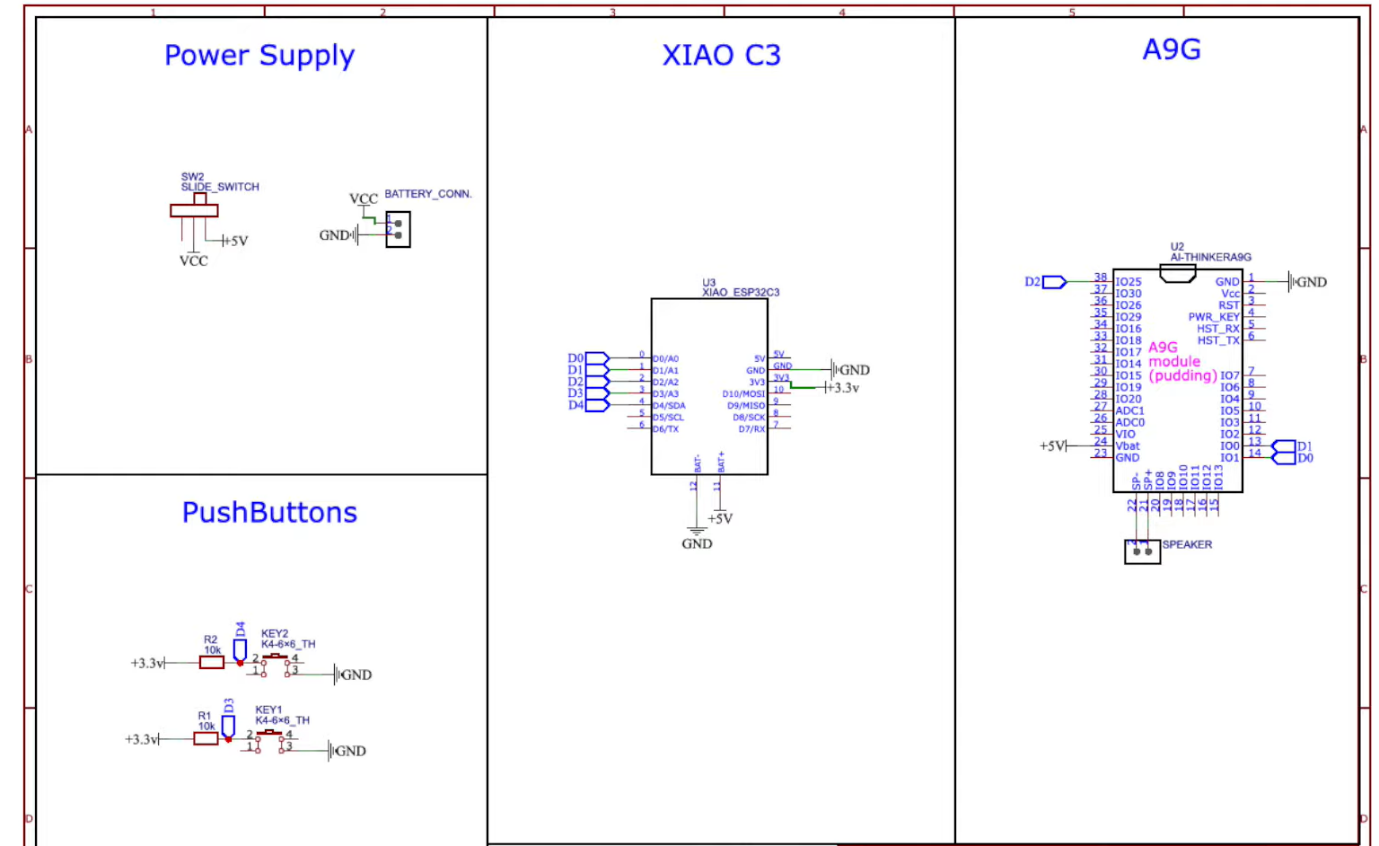 1 2 3 4 5
A A
B B
C C
D D
Power Supply
SW2
SLIDE_SWITCH
+5V
VCC
VCC BATTERY_CONN.
1
2
GND
PushButtons
D4
R2
10k
KEY2
K4-6×6_TH
+3.3v
2 4
1 3
GND
D3
R1
10k
KEY1
K4-6×6_TH
+3.3v
2 4
1 3
GND
XIAO C3
U3
XIAO_ESP32C3
D0 0 D0/A0 5V 5V
D1 1 D1/A1 GND GND GND
D2 2 D2/A2 3V3 3V3 +3.3v
D3 3 D3/A3 D10/MOSI 10
D4 4 D4/SDA D9/MISO 9
5 D5/SCL D8/SCK 8
6 D6/TX D7/RX 7
BAT- BAT+
12 11
+5V
GND
A9G
U2
AI-THINKERA9G
D2 38 IO25 GND 1 GND
37 IO30 Vcc 2
36 IO26 RST 3
35 IO29 PWR_KEY 4
34 IO16 HST_RX 5
33 IO18 HST_TX 6
32 IO17
31 IO14
30 IO15 IO7 7
29 IO19 IO6 8
28 IO20 IO4 9
27 ADC1 IO5 10
26 ADC0 IO3 11
25 VIO IO2 12
+5V 24 Vbat IO0 13 D1
23 GND IO1 14 D0
A9G
module
(pudding)
SP- SP+ IO8 IO9 IO10 IO11 IO12 IO13
22 21 20 19 18 17 16 15
SPEAKER